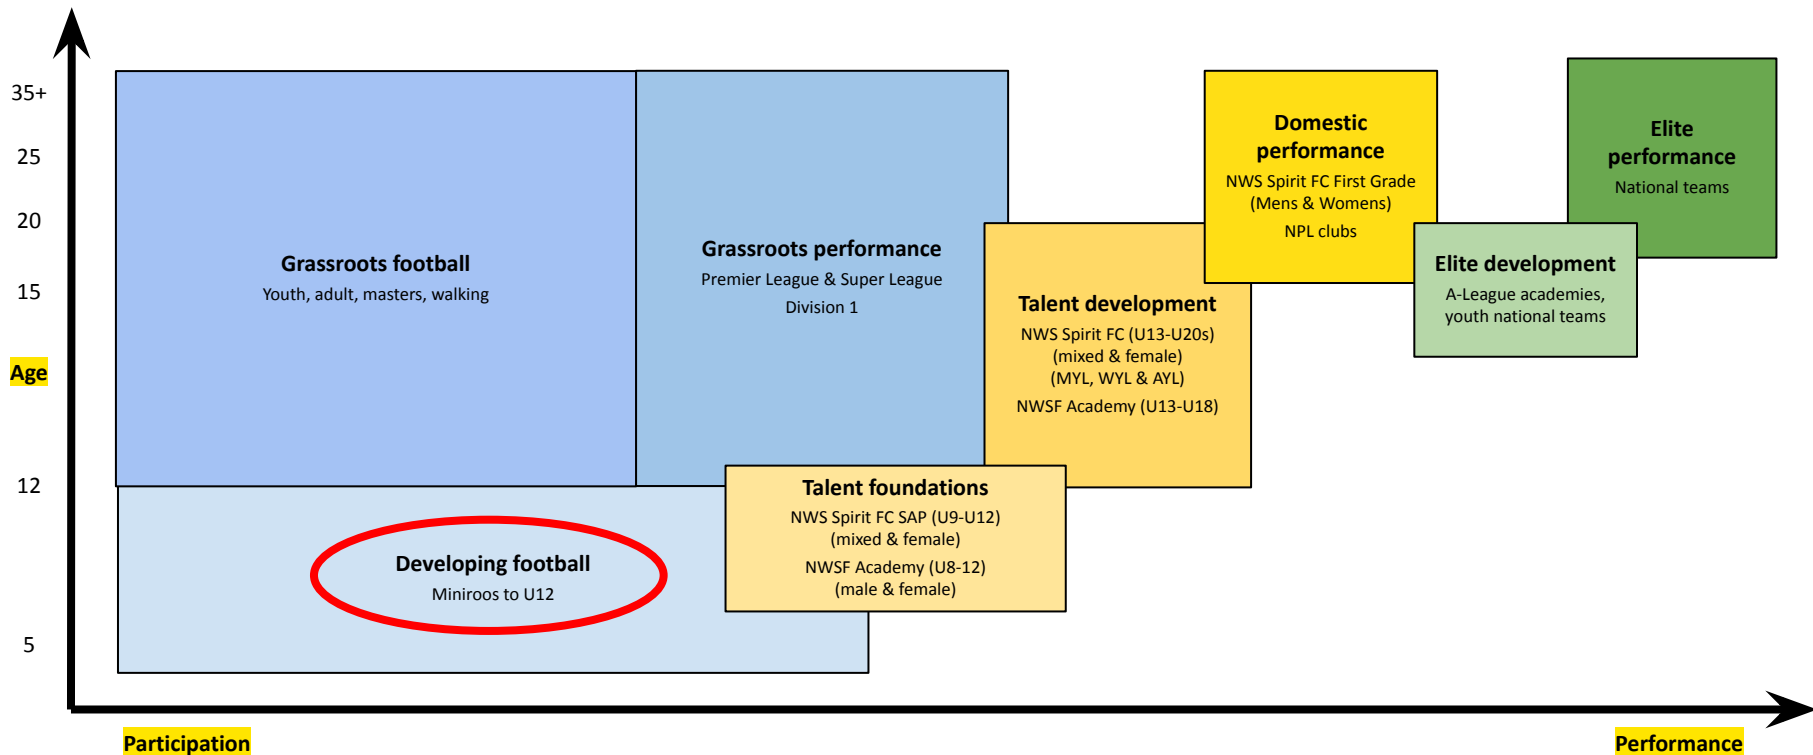 35+
25
20
15
Age
12
5
Grassroots football
Youth, adult, masters, walking
Grassroots performance
Premier League & Super League
Division 1
Domestic
performance
NWS Spirit FC First Grade
(Mens & Womens)
NPL clubs
Elite
performance
National teams
Elite development
A-League academies,
youth national teams
Talent development
NWS Spirit FC (U13-U20s)
(mixed & female)
(MYL, WYL & AYL)
NWSF Academy (U13-U18)
Talent foundations
NWS Spirit FC SAP (U9-U12)
(mixed & female)
NWSF Academy (U8-12)
(male & female)
Developing football
Miniroos to U12
Participation
Performance